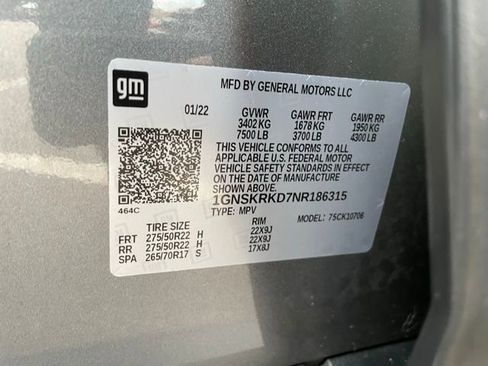 gm
MFD BY GENERAL MOTORS LLC
01/22 GVWR GAWR FRT GAWR RR
3402 KG 1678 KG 1950 KG
7500 LB 3700 LB 4300 LB
THIS VEHICLE CONFORMS TO ALL
APPLICABLE U.S. FEDERAL MOTOR
VEHICLE SAFETY STANDARDS IN EFFECT
ON THE DATE OF MANUFACTURE
SHOWN ABOVE.
1GNSKRKD7NR186315
464C TYPE: MPV MODEL: 75CK10706
TIRE SIZE RIM
FRT 275/50R22 H 22X9J
RR 275/50R22 H 22X9J
SPA 265/70R17 S 17X8J